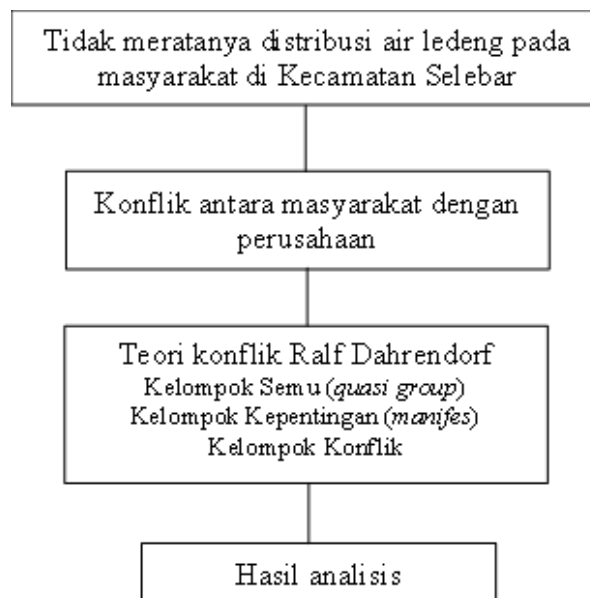 Tidak meratanya distribusi air ledeng pada
masyarakat di Kecamatan Selebar
Konflik antara masyarakat dengan
perusahaan
Teori konflik Ralf Dahrendorf
Kelompok Semu (quasi group)
Kelompok Kepentingan (manifes)
Kelompok Konflik
Hasil analisis